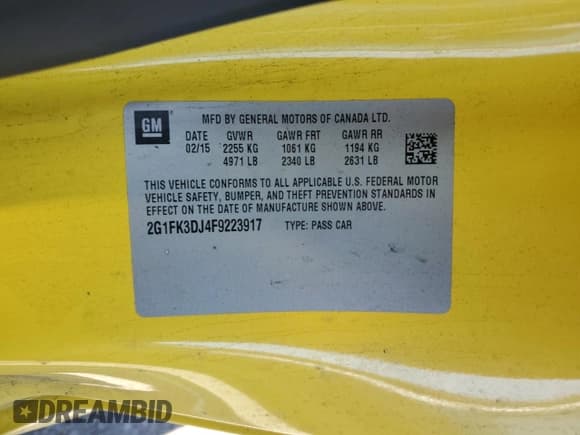 GM
MFD BY GENERAL MOTORS OF CANADA LTD.
DATE GVWR GAWR FRT GAWR RR
02/15 2255 KG 1061 KG 1194 KG
4971 LB 2340 LB 2631 LB
THIS VEHICLE CONFORMS TO ALL APPLICABLE U.S. FEDERAL MOTOR
VEHICLE SAFETY, BUMPER, AND THEFT PREVENTION STANDARDS IN
EFFECT ON THE DATE OF MANUFACTURE SHOWN ABOVE.
2G1FK3DJ4F9223917 TYPE: PASS CAR
DREAMBID